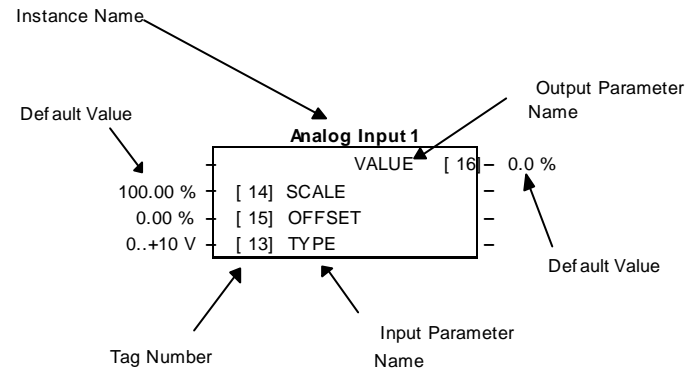 Instance Name
Output Parameter
Name
Default Value
Analog Input 1
VALUE [ 16] 0.0 %
100.00 % [ 14] SCALE
0.00 % [ 15] OFFSET
0..+10 V [ 13] TYPE
Default Value
Input Parameter
Name
Tag Number